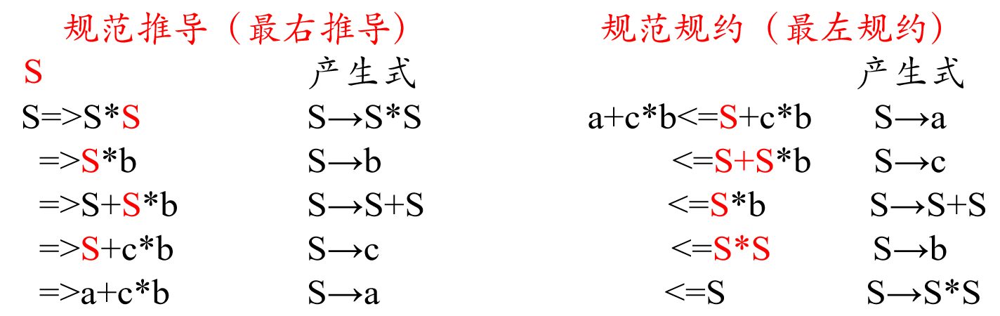 规范推导（最右推导） 规范规约（最左规约）
S 产生式 产生式
S=>S*S S→S*S a+c*b<=S+c*b S→a
=>S*b S→b <=S+S*b S→c
=>S+S*b S→S+S <=S*b S→S+S
=>S+c*b S→c <=S*S S→b
=>a+c*b S→a <=S S→S*S